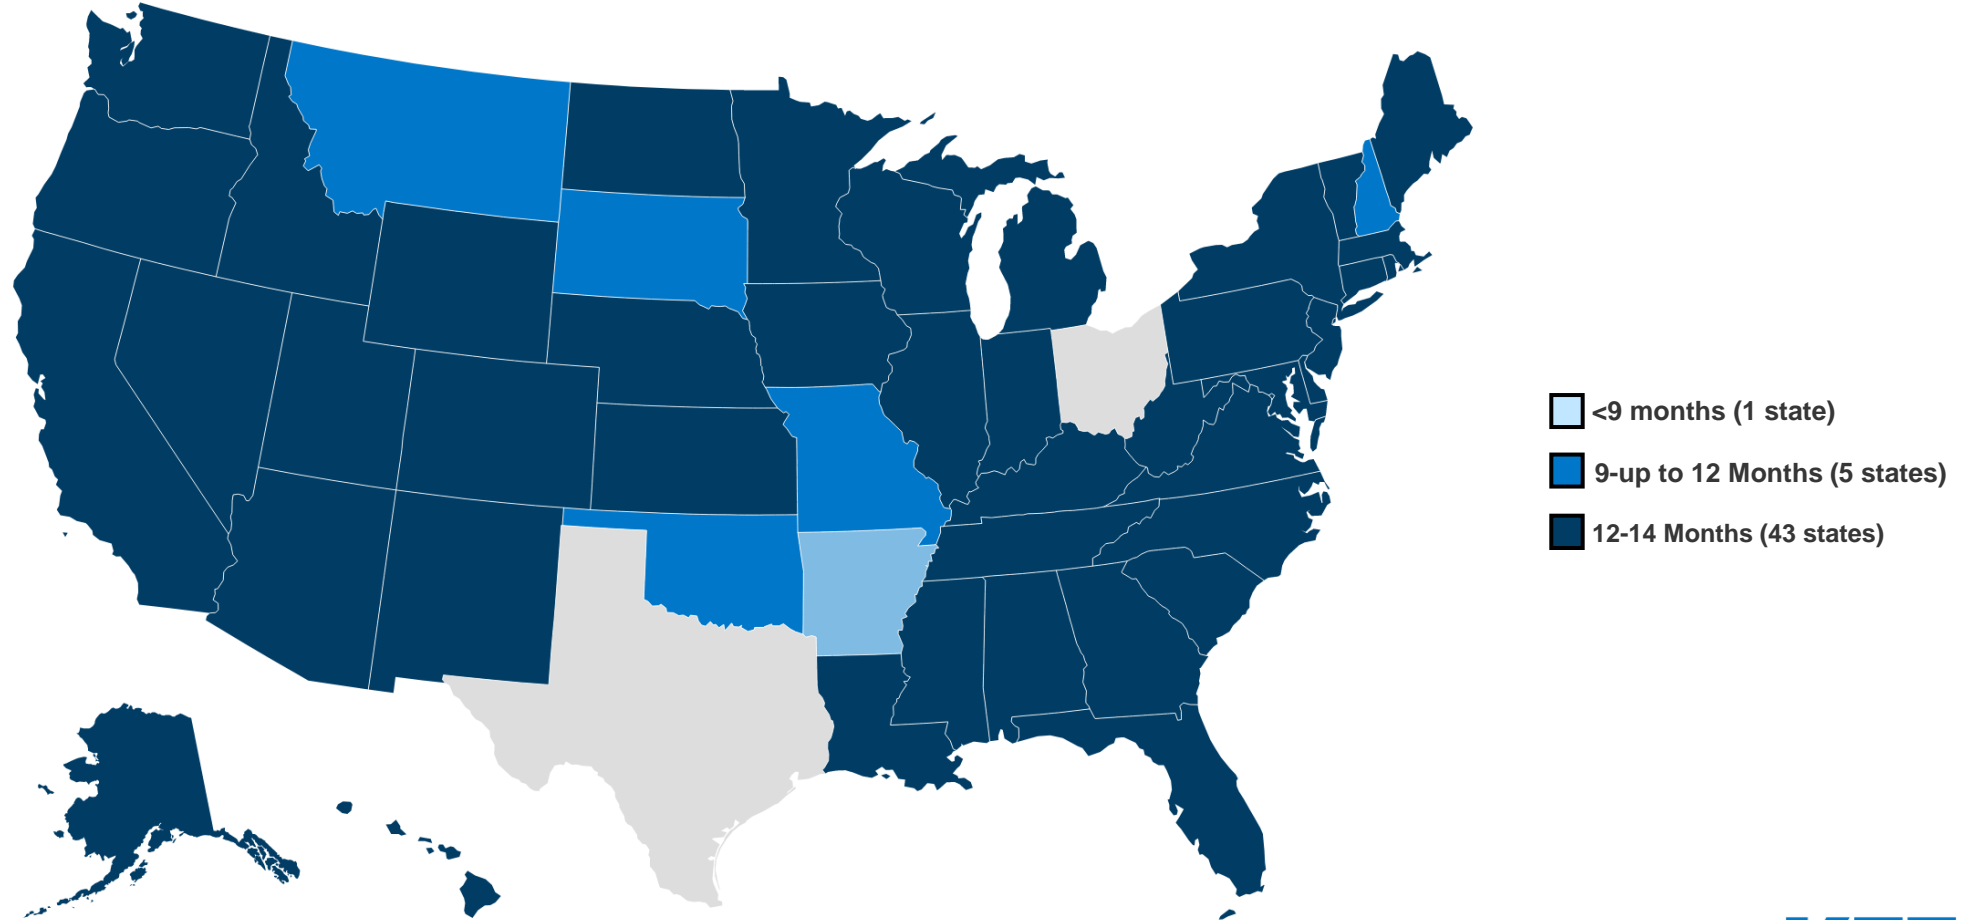 <9 months (1 state)
9-up to 12 Months (5 states)
12-14 Months (43 states)